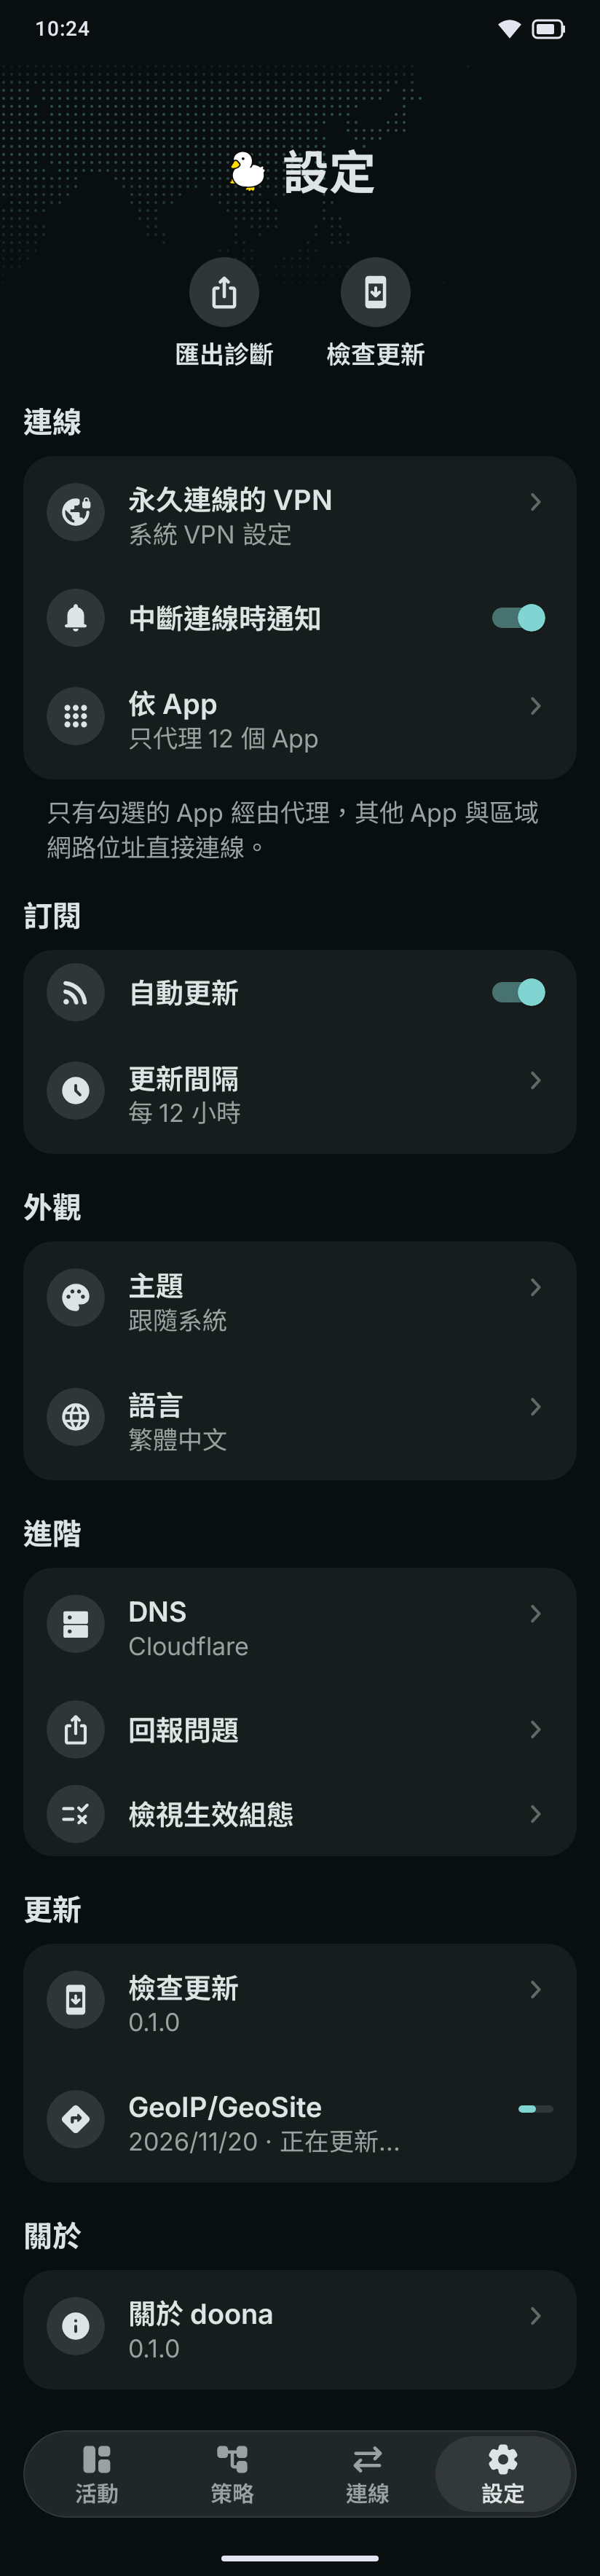 10:24
設定
匯出診斷
檢查更新
連線
永久連線的 VPN
系統 VPN 設定
中斷連線時通知
依 App
只代理 12 個 App
只有勾選的 App 經由代理，其他 App 與區域
網路位址直接連線。
訂閱
自動更新
更新間隔
每 12 小時
外觀
主題
跟隨系統
語言
繁體中文
進階
DNS
Cloudflare
回報問題
檢視生效組態
更新
檢查更新
0.1.0
GeoIP/GeoSite
2026/11/20 · 正在更新…
關於
關於 doona
0.1.0
活動
策略
連線
設定